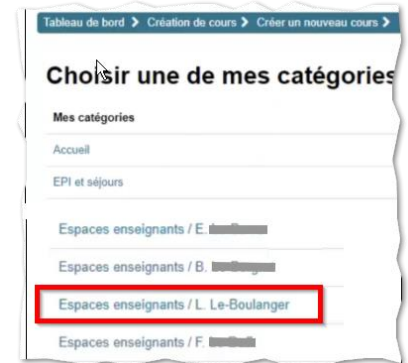 Tableau de bord > Création de cours > Créer un nouveau cours >
Choisir une de mes catégories
Mes catégories
Accueil
EPI et séjours
Espaces enseignants / E.
Espaces enseignants / B.
Espaces enseignants / L. Le-Boulanger
Espaces enseignants / F.